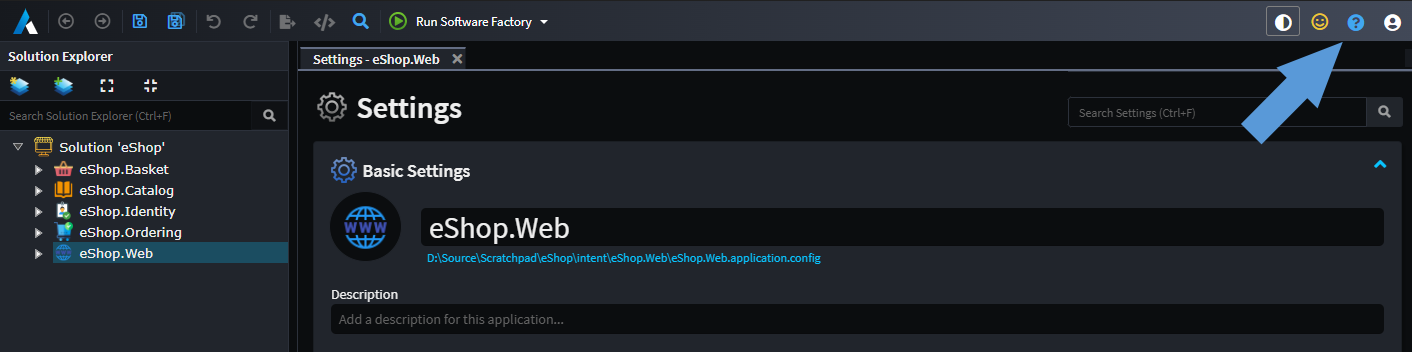 Run Software Factory
Solution Explorer
Settings - eShop.Web
Search Solution Explorer (Ctrl+F)
Solution 'eShop'
eShop.Basket
eShop.Catalog
eShop.Identity
eShop.Ordering
eShop.Web
Settings
Search Settings (Ctrl+F)
Basic Settings
WWW
eShop.Web
D:\Source\Scratchpad\eShop\intent\eShop.Web\eShop.Web.application.config
Description
Add a description for this application...